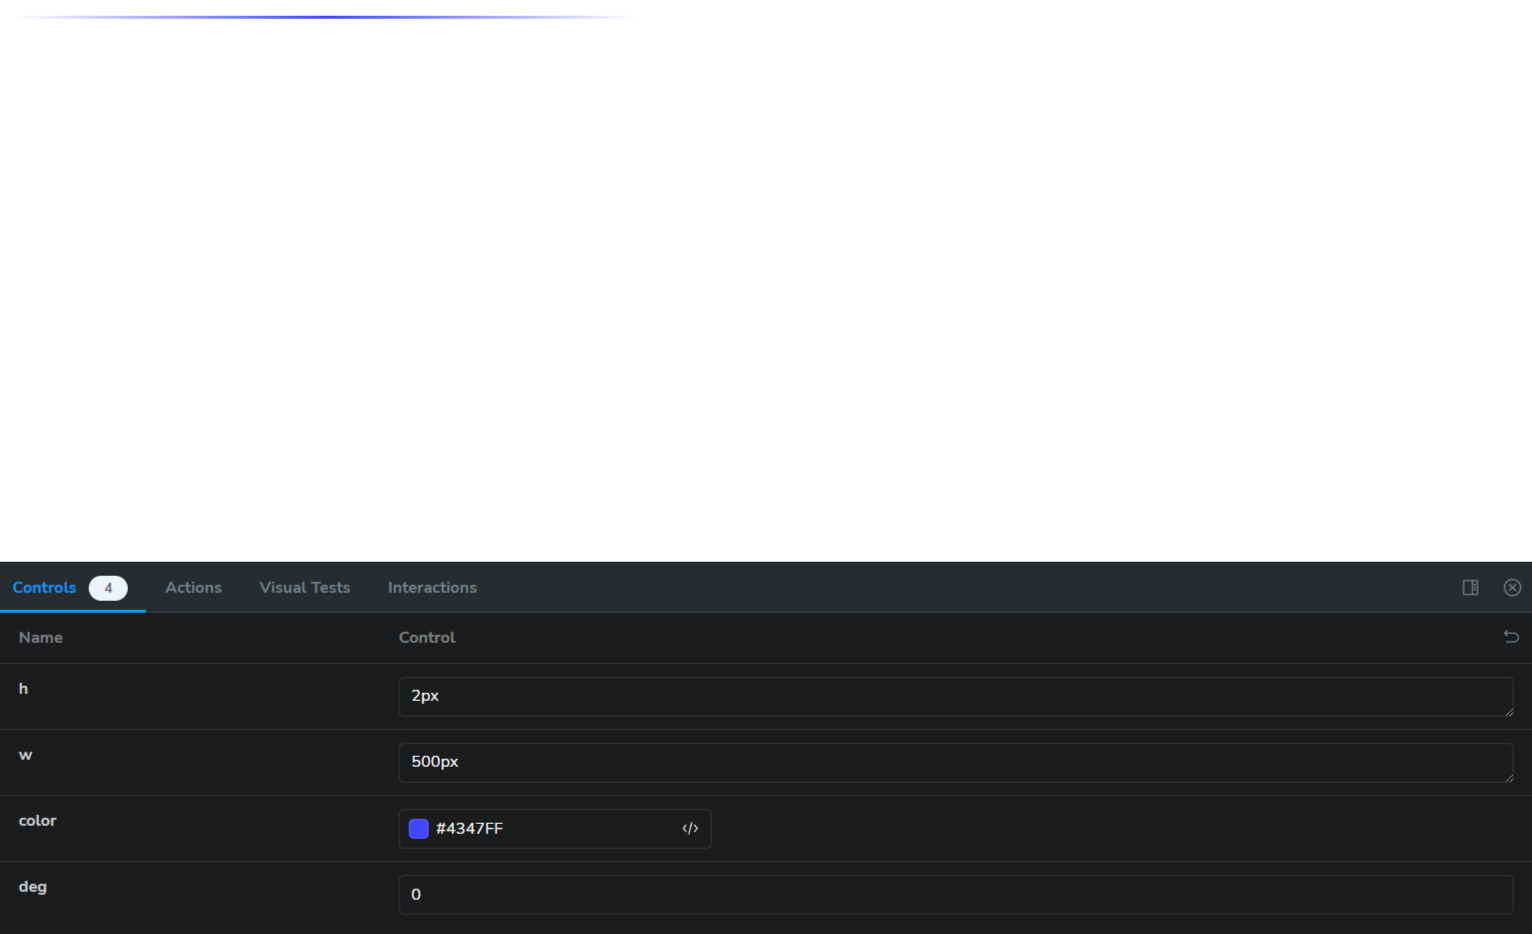 Controls 4 Actions Visual Tests Interactions
Name Control
h 2px
w 500px
color #4347FF
deg 0